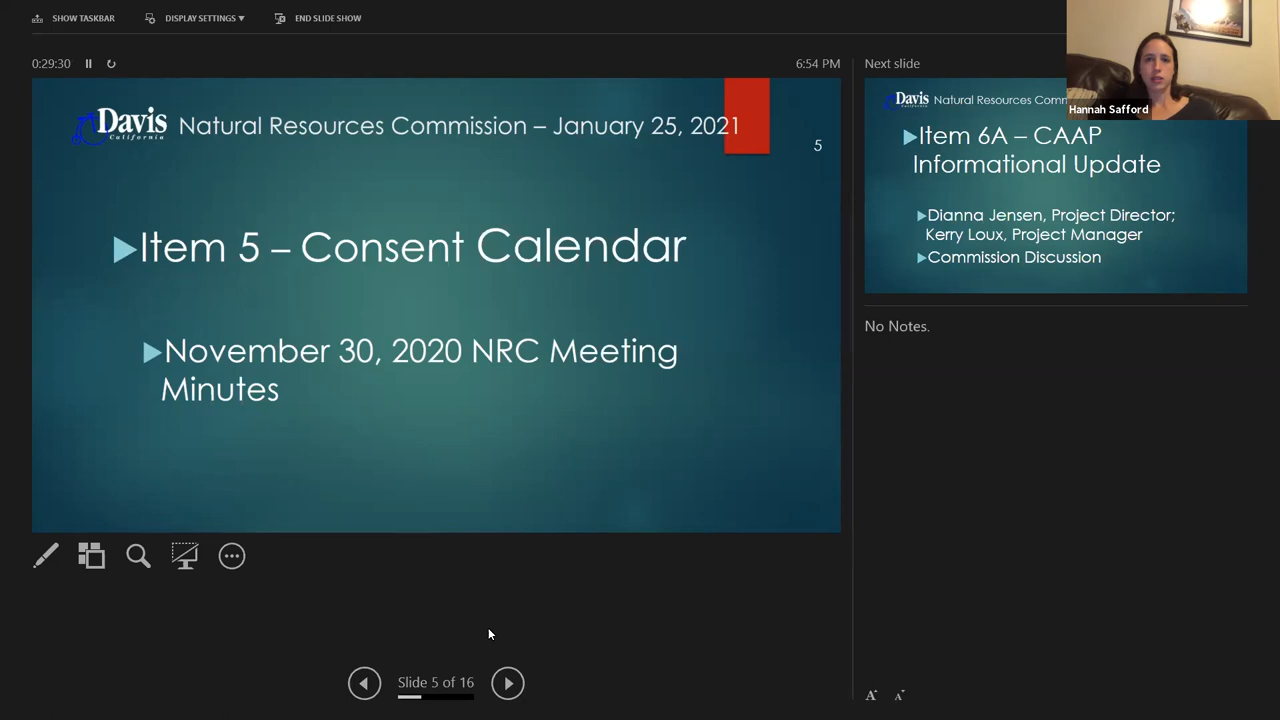 SHOW TASKBAR
DISPLAY SETTINGS ▼
END SLIDE SHOW
0:29:30
6:54 PM
Davis
California
Natural Resources Commission – January 25, 2021
5
Item 5 – Consent Calendar
November 30, 2020 NRC Meeting
Minutes
Slide 5 of 16
Next slide
Hannah Safford
Davis
Natural Resources Comm
Item 6A – CAAP
Informational Update
Dianna Jensen, Project Director;
Kerry Loux, Project Manager
Commission Discussion
No Notes.
A
A